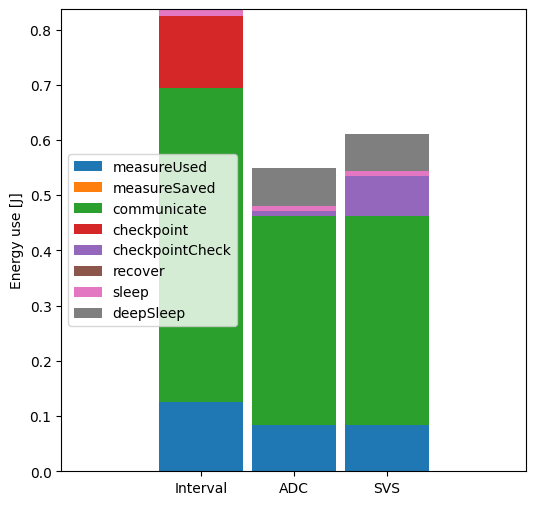 Energy use [J]
0.8
0.7
0.6
0.5
0.4
0.3
0.2
0.1
0.0
measureUsed
measureSaved
communicate
checkpoint
checkpointCheck
recover
sleep
deepSleep
Interval
ADC
SVS